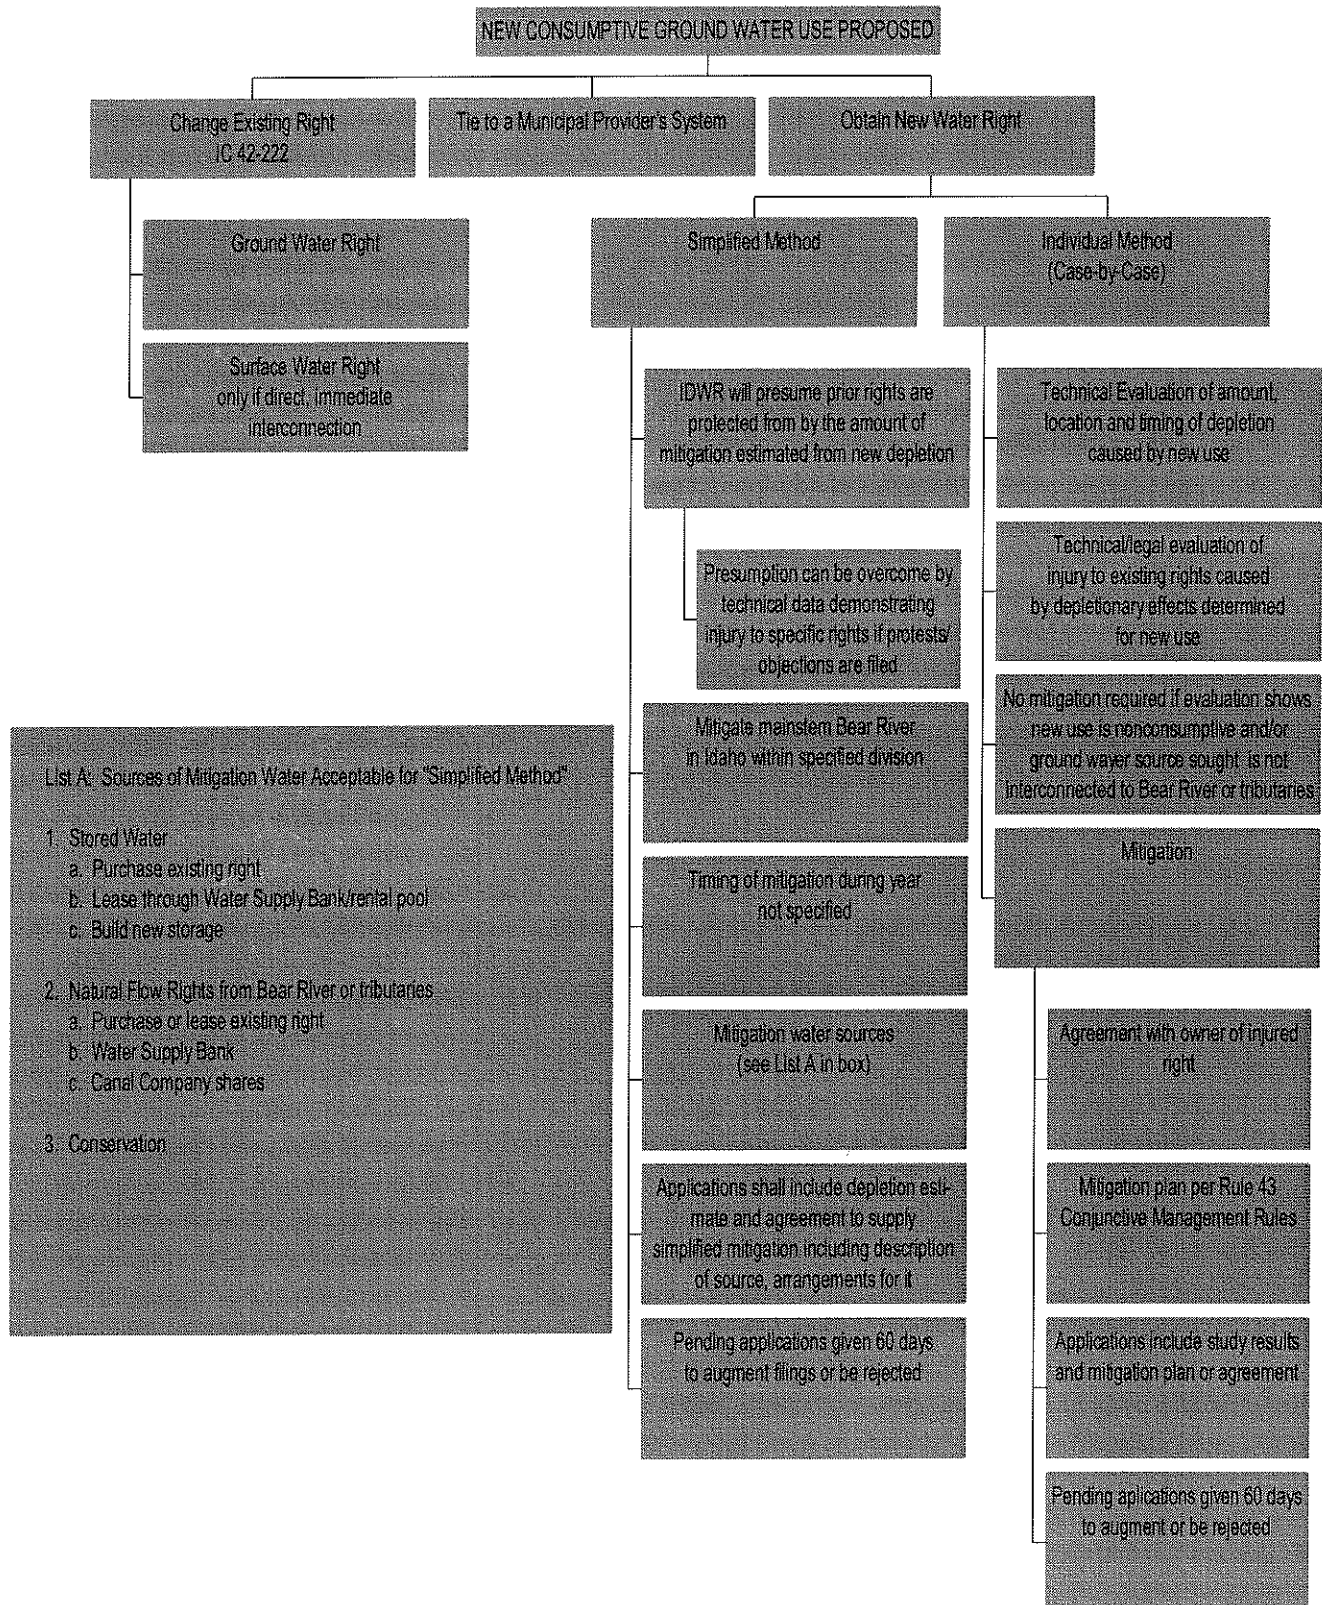 NEW CONSUMPTIVE GROUND WATER USE PROPOSED
Change Existing Right
IC 42-222
Tie to a Municipal Provider's System
Obtain New Water Right
Ground Water Right
Surface Water Right
only if direct, immediate
interconnection
Simplified Method
Individual Method
(Case-by-Case)
IDWR will presume prior rights are
protected from by the amount of
mitigation estimated from new depletion
Presumption can be overcome by
technical data demonstrating
injury to specific rights if protests/
objections are filed
Mitigate mainstem Bear River
in Idaho within specified division
Timing of mitigation during year
not specified
Mitigation water sources
(see List A in box)
Applications shall include depletion esti-
mate and agreement to supply
simplified mitigation including description
of source, arrangements for it
Pending applications given 60 days
to augment filings or be rejected
Technical Evaluation of amount,
location and timing of depletion
caused by new use
Technical/legal evaluation of
injury to existing rights caused
by depletionary effects determined
for new use
No mitigation required if evaluation shows
new use is nonconsumptive and/or
ground wayer source sought is not
interconnected to Bear River or tributaries
Mitigation
Agreement with owner of injured
right
Mitigation plan per Rule 43
Conjunctive Management Rules
Applications include study results
and mitigation plan or agreement
Pending aplications given 60 days
to augment or be rejected
List A: Sources of Mitigation Water Acceptable for "Simplified Method"
1. Stored Water
a. Purchase existing right
b. Lease through Water Supply Bank/rental pool
c. Build new storage
2. Natural Flow Rights from Bear River or tributaries
a. Purchase or lease existing right
b. Water Supply Bank
c. Canal Company shares
3. Conservation